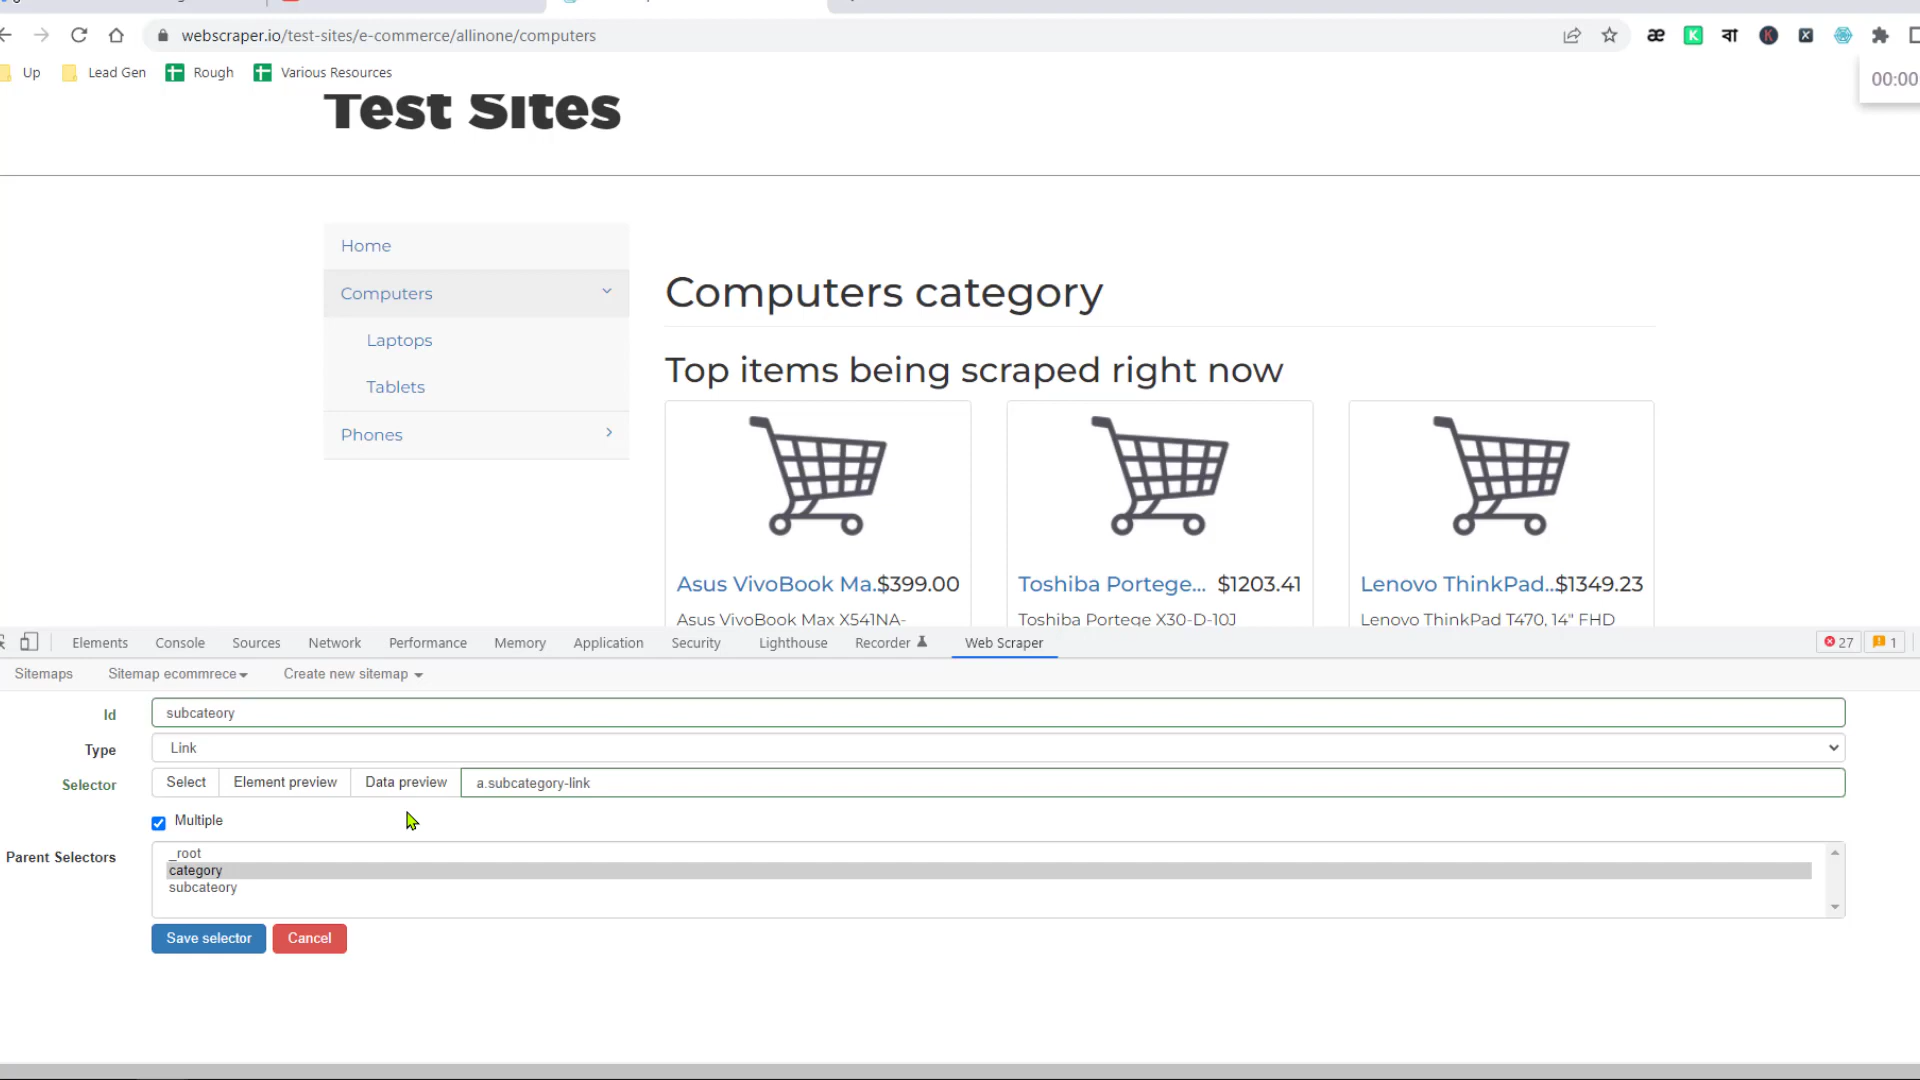 webscraper.io/test-sites/e-commerce/allinone/computers
Up Lead Gen Rough Various Resources
00:00
Test Sites
Home
Computers
Laptops
Tablets
Phones
Computers category
Top items being scraped right now
Asus VivoBook Ma.. $399.00
Asus VivoBook Max X541NA-
Toshiba Portege... $1203.41
Toshiba Portege X30-D-10J
Lenovo ThinkPad... $1349.23
Lenovo ThinkPad T470, 14" FHD
Elements Console Sources Network Performance Memory Application Security Lighthouse Recorder Web Scraper 27 1
Sitemaps Sitemap ecommrece Create new sitemap
Id subcateory
Type Link
Selector Select Element preview Data preview a.subcategory-link
Multiple
Parent Selectors
_root
category
subcateory
Save selector Cancel